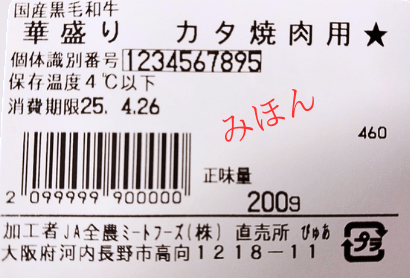 国産黒毛和牛
華盛り カタ焼肉用★
個体識別番号 1234567895
保存温度4℃以下
消費期限25. 4.26
みほん
460
2 099999 900000
正味量
200g
加工者JA全農ミートフーズ(株) 直売所 ぴゅあ
大阪府河内長野市高向1218-11
プラ